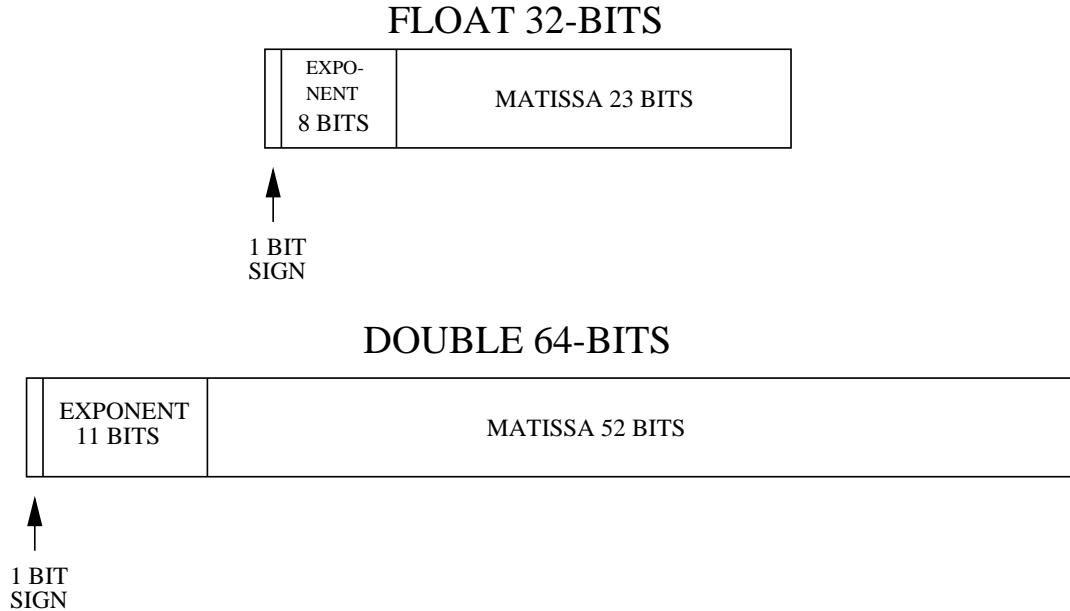 FLOAT 32-BITS
EXPO-
NENT
8 BITS
MATISSA 23 BITS
1 BIT
SIGN
DOUBLE 64-BITS
EXPONENT
11 BITS
MATISSA 52 BITS
1 BIT
SIGN